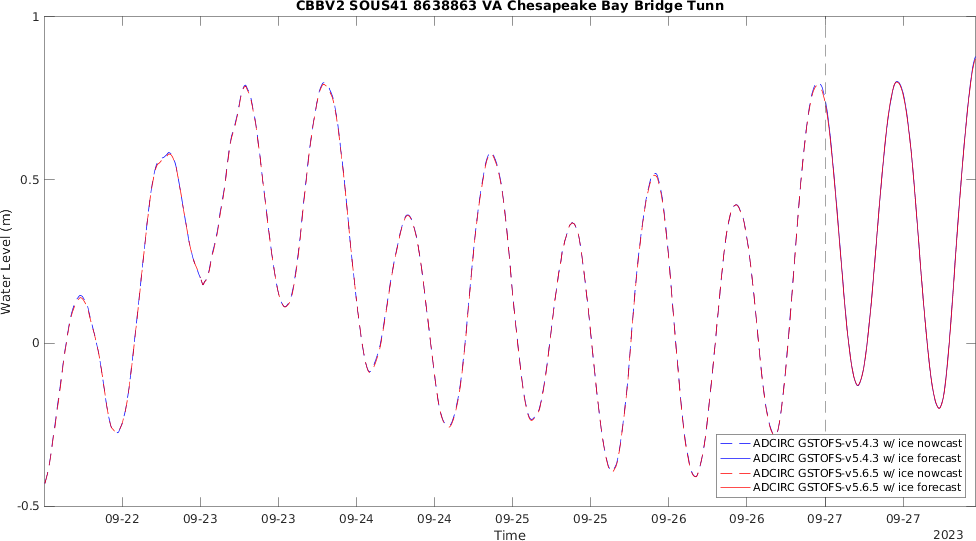 CBBV2 SOUS41 8638863 VA Chesapeake Bay Bridge Tunn
1
0.5
0
-0.5
Water Level (m)
ADCIRC GSTOFS-v5.4.3 w/ ice nowcast
ADCIRC GSTOFS-v5.4.3 w/ ice forecast
ADCIRC GSTOFS-v5.6.5 w/ ice nowcast
ADCIRC GSTOFS-v5.6.5 w/ ice forecast
09-22 09-23 09-23 09-24 09-24 09-25 09-25 09-26 09-26 09-27 09-27
Time
2023